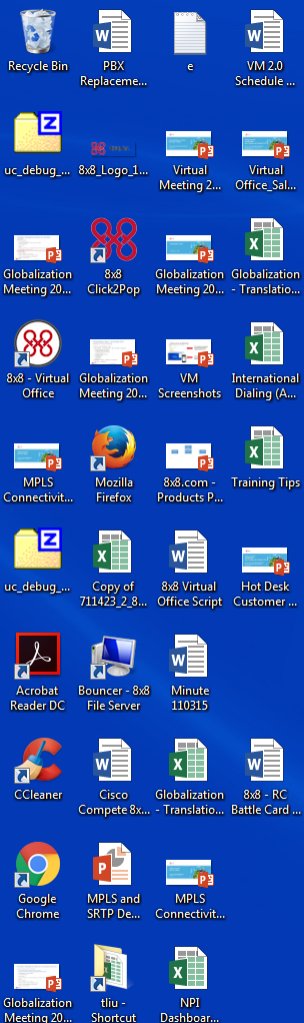 Recycle Bin
PBX
Replaceme...
e
VM 2.0
Schedule ...
uc_debug_...
8x8_Logo_1...
Virtual
Meeting 2...
Virtual
Office_Sal...
Globalization
Meeting 20...
8x8
Click2Pop
Globalization
Meeting 20...
Globalization
- Translatio...
8x8 - Virtual
Office
Globalization
Meeting 20...
VM
Screenshots
International
Dialing (A...
MPLS
Connectivit...
Mozilla
Firefox
8x8.com -
Products P...
Training Tips
uc_debug_...
Copy of
711423_2_8...
8x8 Virtual
Office Script
Hot Desk
Customer ...
Acrobat
Reader DC
Bouncer - 8x8
File Server
Minute
110315
CCleaner
Cisco
Compete 8x...
Globalization
- Translatio...
8x8 - RC
Battle Card ...
Google
Chrome
MPLS and
SRTP De...
MPLS
Connectivit...
Globalization
Meeting 20...
tliu -
Shortcut
NPI
Dashboar...